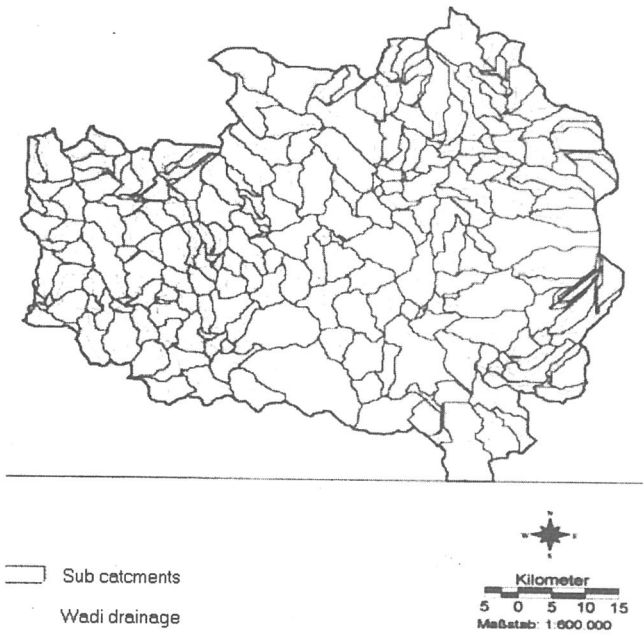 Sub catcments
Wadi drainage
N
W E
S
Kilometer
5 0 5 10 15
Maßstab: 1:600.000